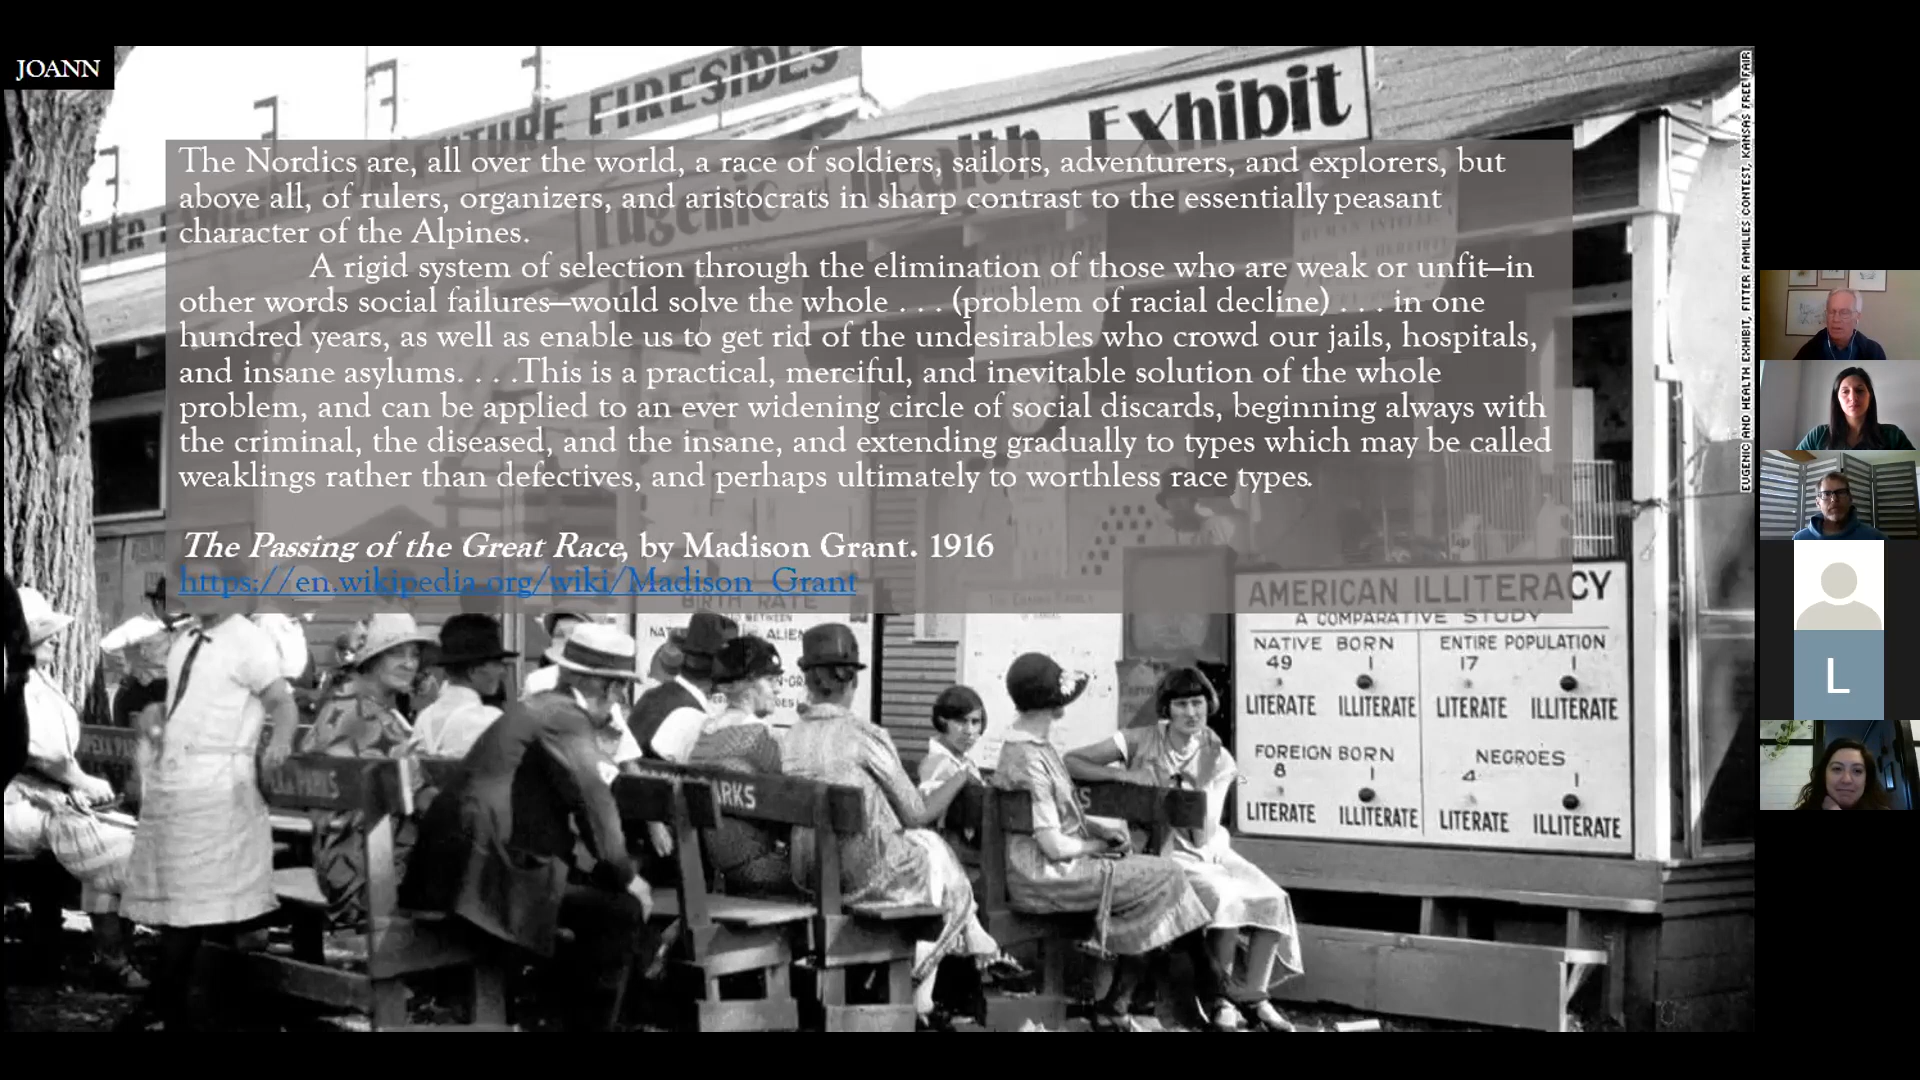 JOANN
FUTURE FIRESIDES
Health Exhibit
Eugenic and
The Nordics are, all over the world, a race of soldiers, sailors, adventurers, and explorers, but
above all, of rulers, organizers, and aristocrats in sharp contrast to the essentially peasant
character of the Alpines.
A rigid system of selection through the elimination of those who are weak or unfit—in
other words social failures—would solve the whole . . . (problem of racial decline) . . . in one
hundred years, as well as enable us to get rid of the undesirables who crowd our jails, hospitals,
and insane asylums. . . .This is a practical, merciful, and inevitable solution of the whole
problem, and can be applied to an ever widening circle of social discards, beginning always with
the criminal, the diseased, and the insane, and extending gradually to types which may be called
weaklings rather than defectives, and perhaps ultimately to worthless race types.
The Passing of the Great Race, by Madison Grant. 1916
https://en.wikipedia.org/wiki/Madison_Grant
BIRTH RATE
AMERICAN ILLITERACY
A COMPARATIVE STUDY
NATIVE BORN
49 1
LITERATE ILLITERATE
ENTIRE POPULATION
17 1
LITERATE ILLITERATE
FOREIGN BORN
8 1
LITERATE ILLITERATE
NEGROES
4 1
LITERATE ILLITERATE
EUGENIC AND HEALTH EXHIBIT, FITTER FAMILIES CONTEST, KANSAS FREE FAIR
L